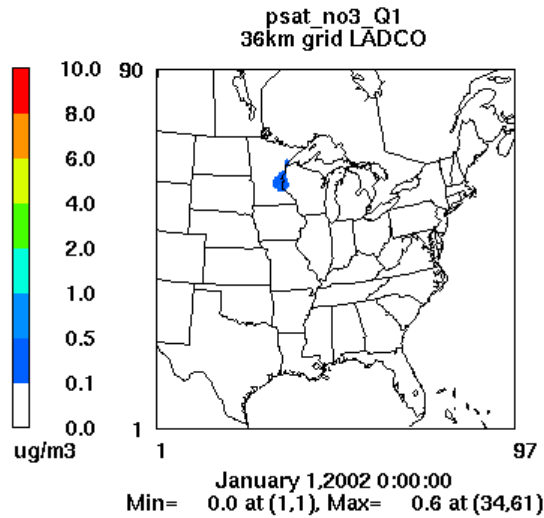 psat_no3_Q1
36km grid LADCO
10.0
8.0
6.0
4.0
2.0
1.0
0.5
0.1
0.0
ug/m3
90
1
1
97
January 1,2002 0:00:00
Min= 0.0 at (1,1), Max= 0.6 at (34,61)